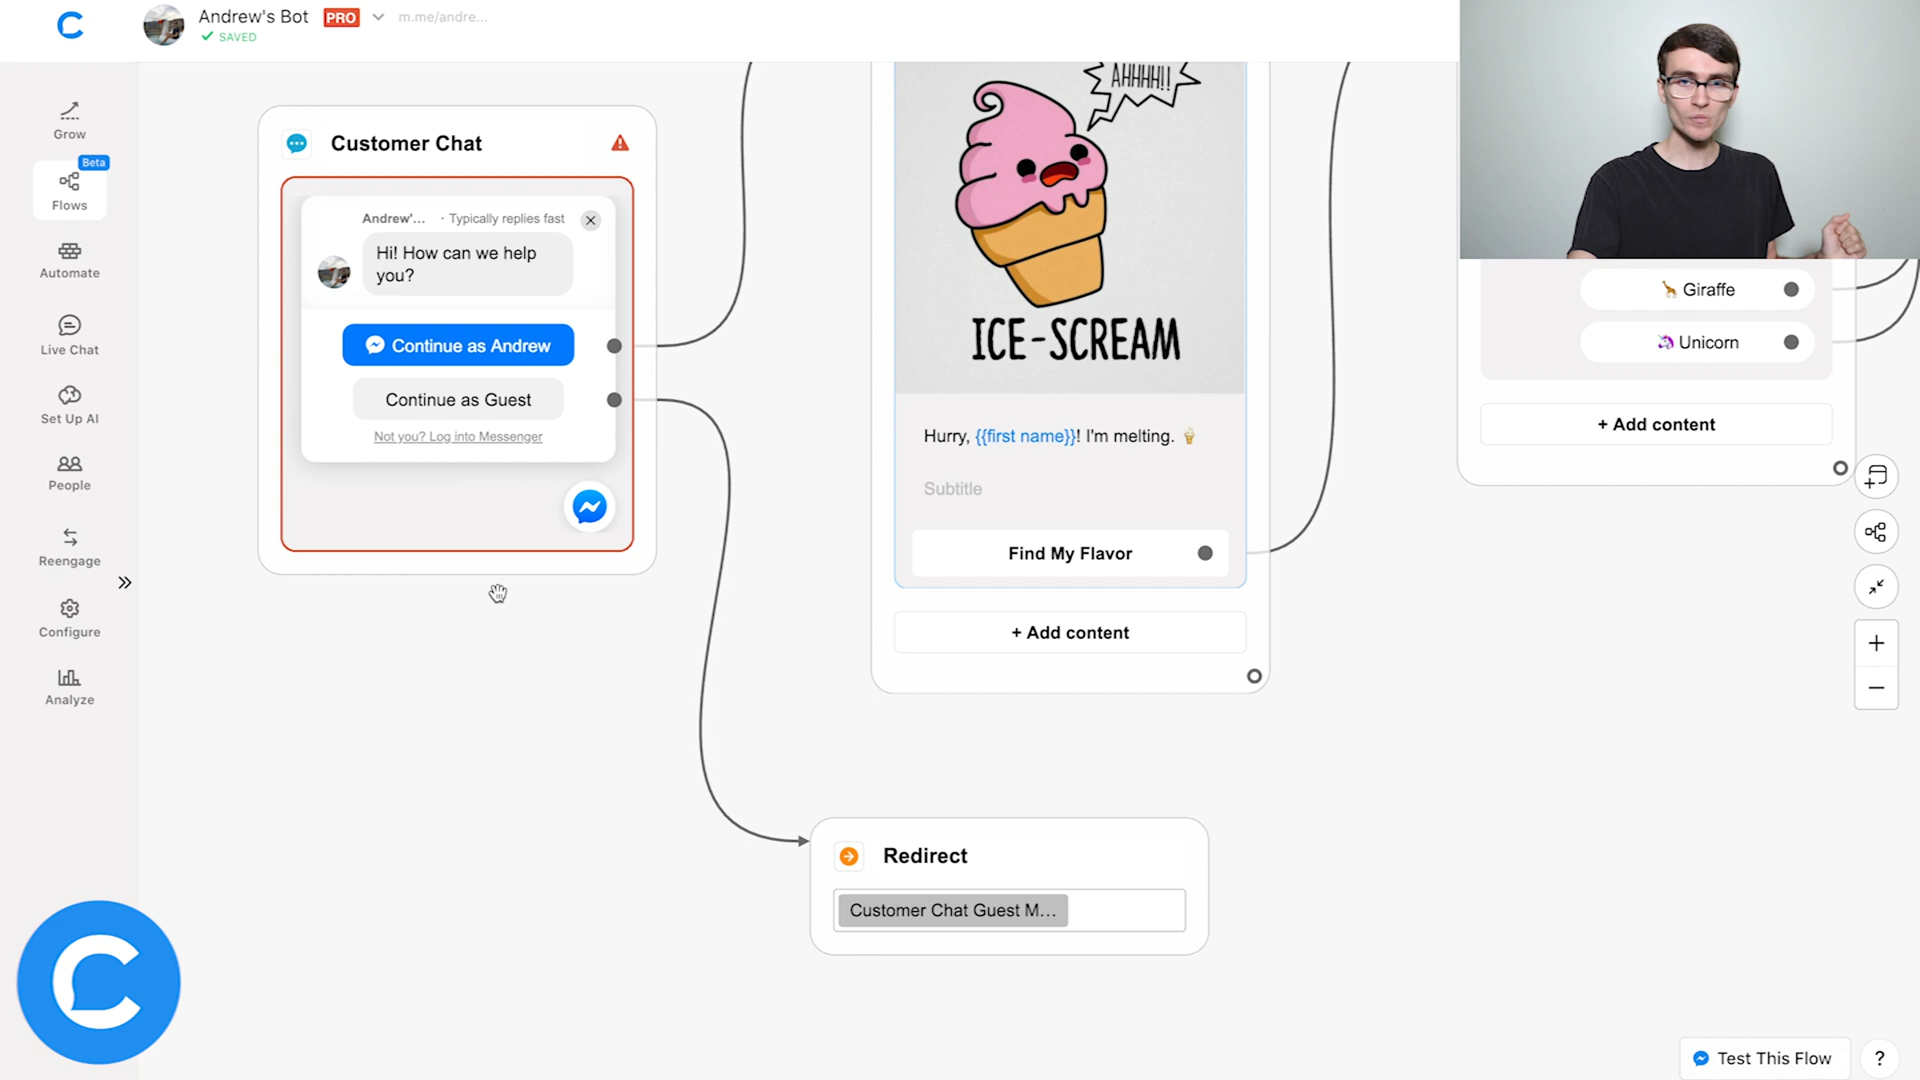 Andrew's Bot PRO m.me/andre...
SAVED
Grow
Beta
Flows
Automate
Live Chat
Set Up AI
People
Reengage
Configure
Analyze
Customer Chat
Andrew'... · Typically replies fast
Hi! How can we help
you?
Continue as Andrew
Continue as Guest
Not you? Log into Messenger
AHHHH!!
ICE-SCREAM
Hurry, {{first name}}! I'm melting.
Subtitle
Find My Flavor
+ Add content
Redirect
Customer Chat Guest M...
Giraffe
Unicorn
+ Add content
Test This Flow
?